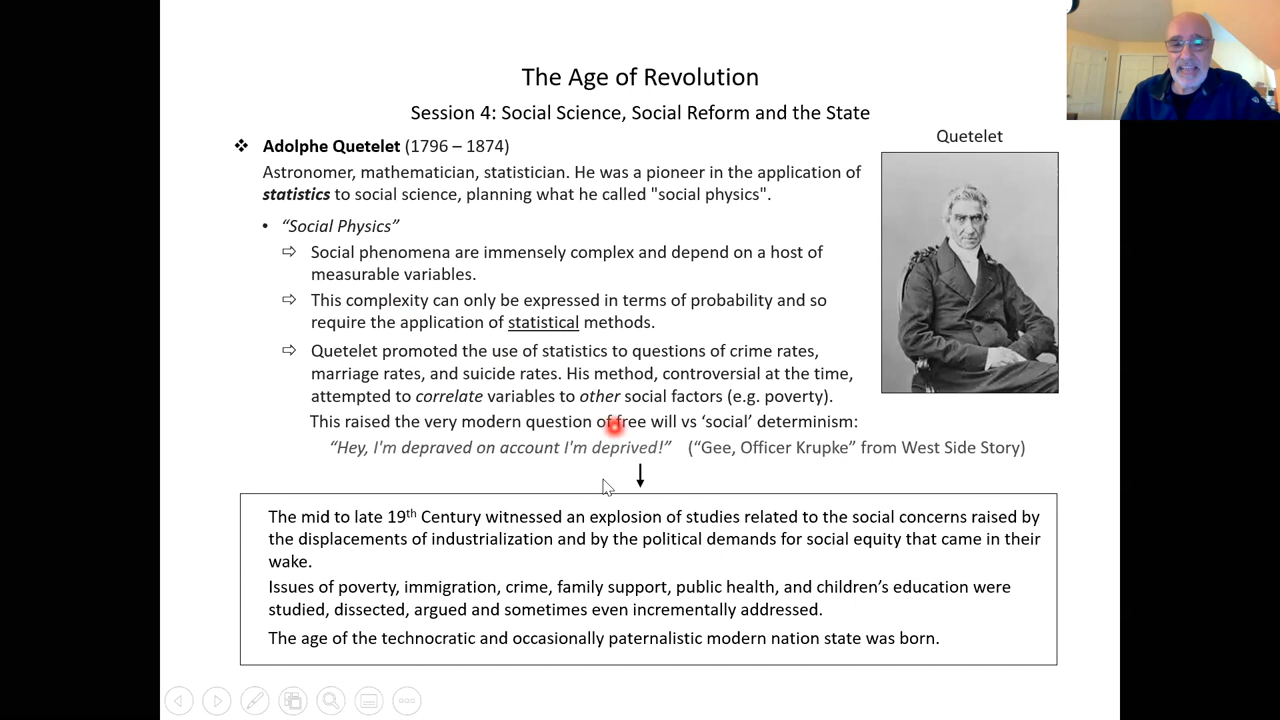 The Age of Revolution
Session 4: Social Science, Social Reform and the State
Quetelet
❖ Adolphe Quetelet (1796 – 1874)
Astronomer, mathematician, statistician. He was a pioneer in the application of
statistics to social science, planning what he called "social physics".
• “Social Physics”
⇨ Social phenomena are immensely complex and depend on a host of
measurable variables.
⇨ This complexity can only be expressed in terms of probability and so
require the application of statistical methods.
⇨ Quetelet promoted the use of statistics to questions of crime rates,
marriage rates, and suicide rates. His method, controversial at the time,
attempted to correlate variables to other social factors (e.g. poverty).
This raised the very modern question of free will vs ‘social’ determinism:
“Hey, I'm depraved on account I'm deprived!” (“Gee, Officer Krupke” from West Side Story)
The mid to late 19th Century witnessed an explosion of studies related to the social concerns raised by
the displacements of industrialization and by the political demands for social equity that came in their
wake.
Issues of poverty, immigration, crime, family support, public health, and children’s education were
studied, dissected, argued and sometimes even incrementally addressed.
The age of the technocratic and occasionally paternalistic modern nation state was born.